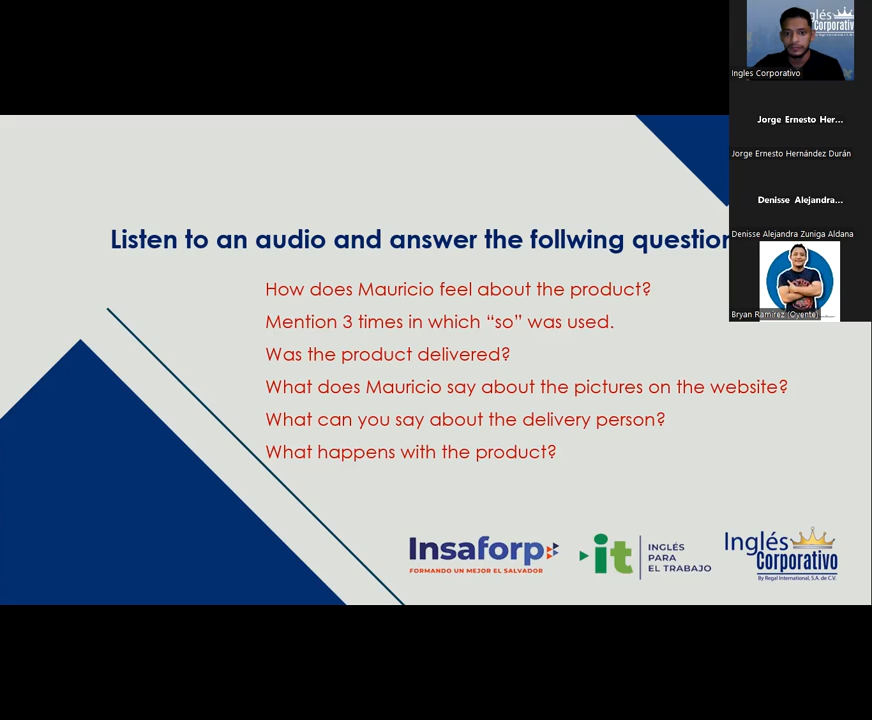 glés
Corporativ
Ingles Corporativo
Jorge Ernesto Her...
Jorge Ernesto Hernández Durán
Denisse Alejandra...
Denisse Alejandra Zuniga Aldana
Bryan Ramirez (Oyente)
Listen to an audio and answer the follwing question
How does Mauricio feel about the product?
Mention 3 times in which “so” was used.
Was the product delivered?
What does Mauricio say about the pictures on the website?
What can you say about the delivery person?
What happens with the product?
Insaforp
FORMANDO UN MEJOR EL SALVADOR
it
INGLÉS
PARA
EL TRABAJO
Inglés
Corporativo
By Regal International, S.A. de C.V.